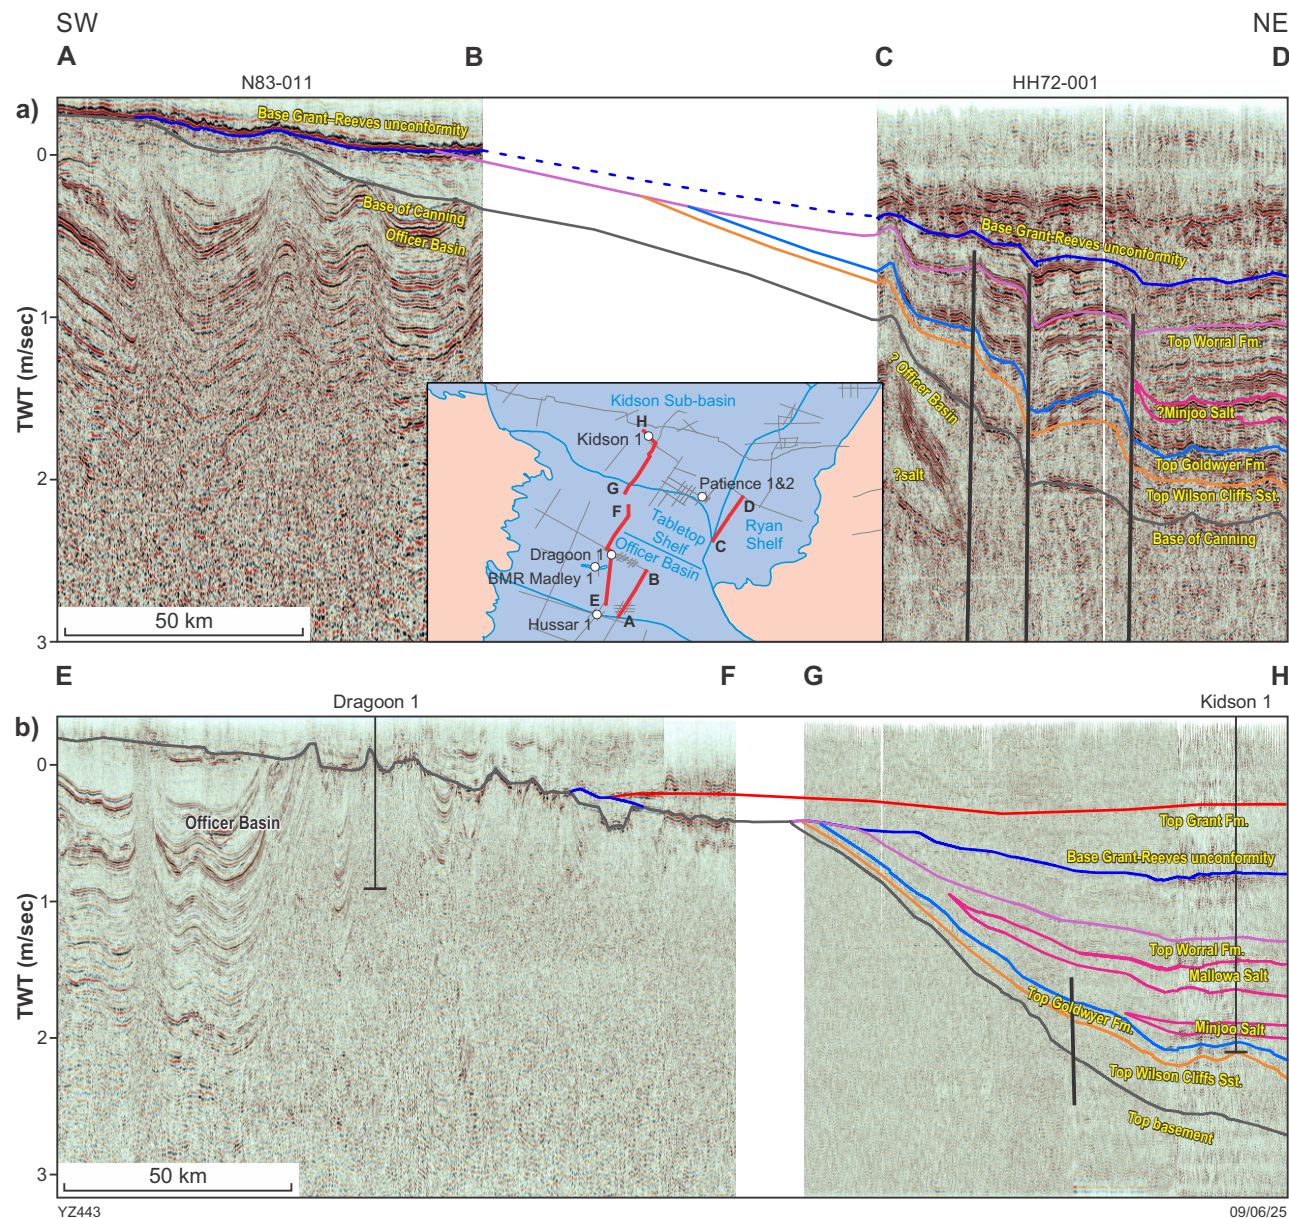 SW
NE
A
B
C
D
N83-011
HH72-001
a)
Base Grant–Reeves unconformity
0
Base of Canning
Officer Basin
Base Grant-Reeves unconformity
1
TWT (m/sec)
Top Worral Fm.
? Officer Basin
?Minjoo Salt
?salt
Top Goldwyer Fm.
2
Top Wilson Cliffs Sst.
Base of Canning
50 km
3
Kidson Sub-basin
H
Kidson 1
G
Patience 1&2
F
D
Tabletop
Shelf
Ryan
Shelf
C
Dragoon 1
Officer Basin
BMR Madley 1
B
E
Hussar 1
A
E
F
G
H
Dragoon 1
Kidson 1
b)
0
Officer Basin
Top Grant Fm.
Base Grant-Reeves unconformity
1
TWT (m/sec)
Top Worral Fm.
Mallowa Salt
Top Goldwyer Fm.
Minjoo Salt
2
Top Wilson Cliffs Sst.
Top basement
3
50 km
YZ443
09/06/25